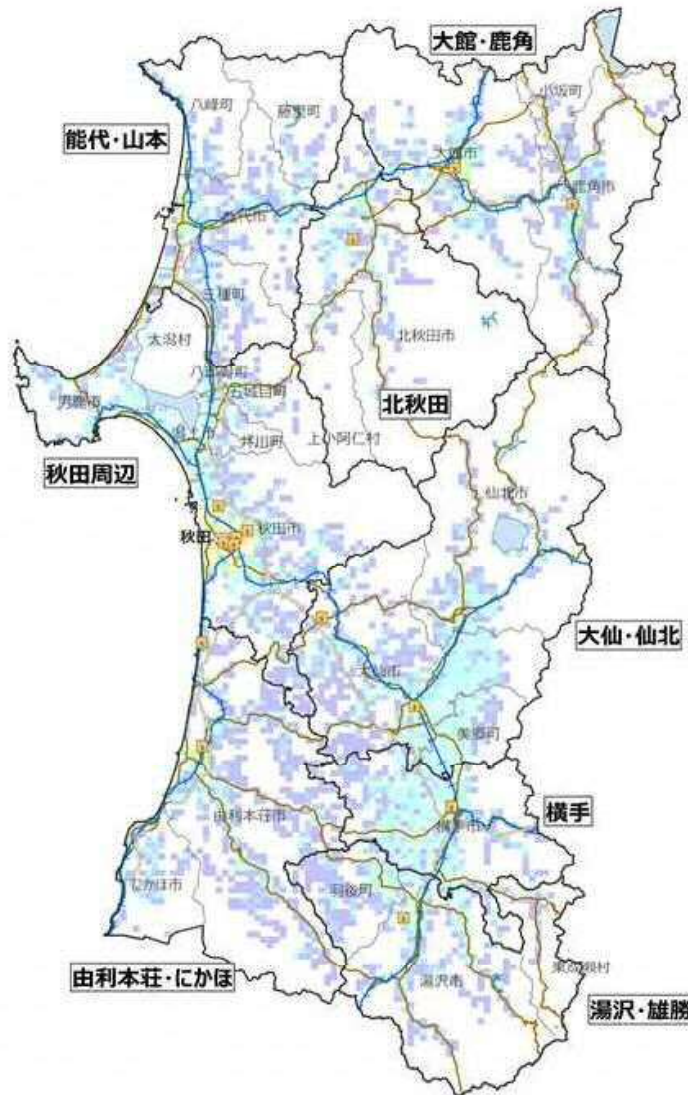 大館・鹿角
小坂町
八峰町
藤里町
能代・山本
大館市
鹿角市
能代市
三種町
大潟村
北秋田市
八郎潟町
五城目町
北秋田
男鹿市
井川町
上小阿仁村
秋田周辺
仙北市
秋田市
秋田
大仙・仙北
大仙市
美郷町
横手
横手市
由利本荘市
羽後町
にかほ市
東成瀬村
由利本荘・にかほ
湯沢市
湯沢・雄勝